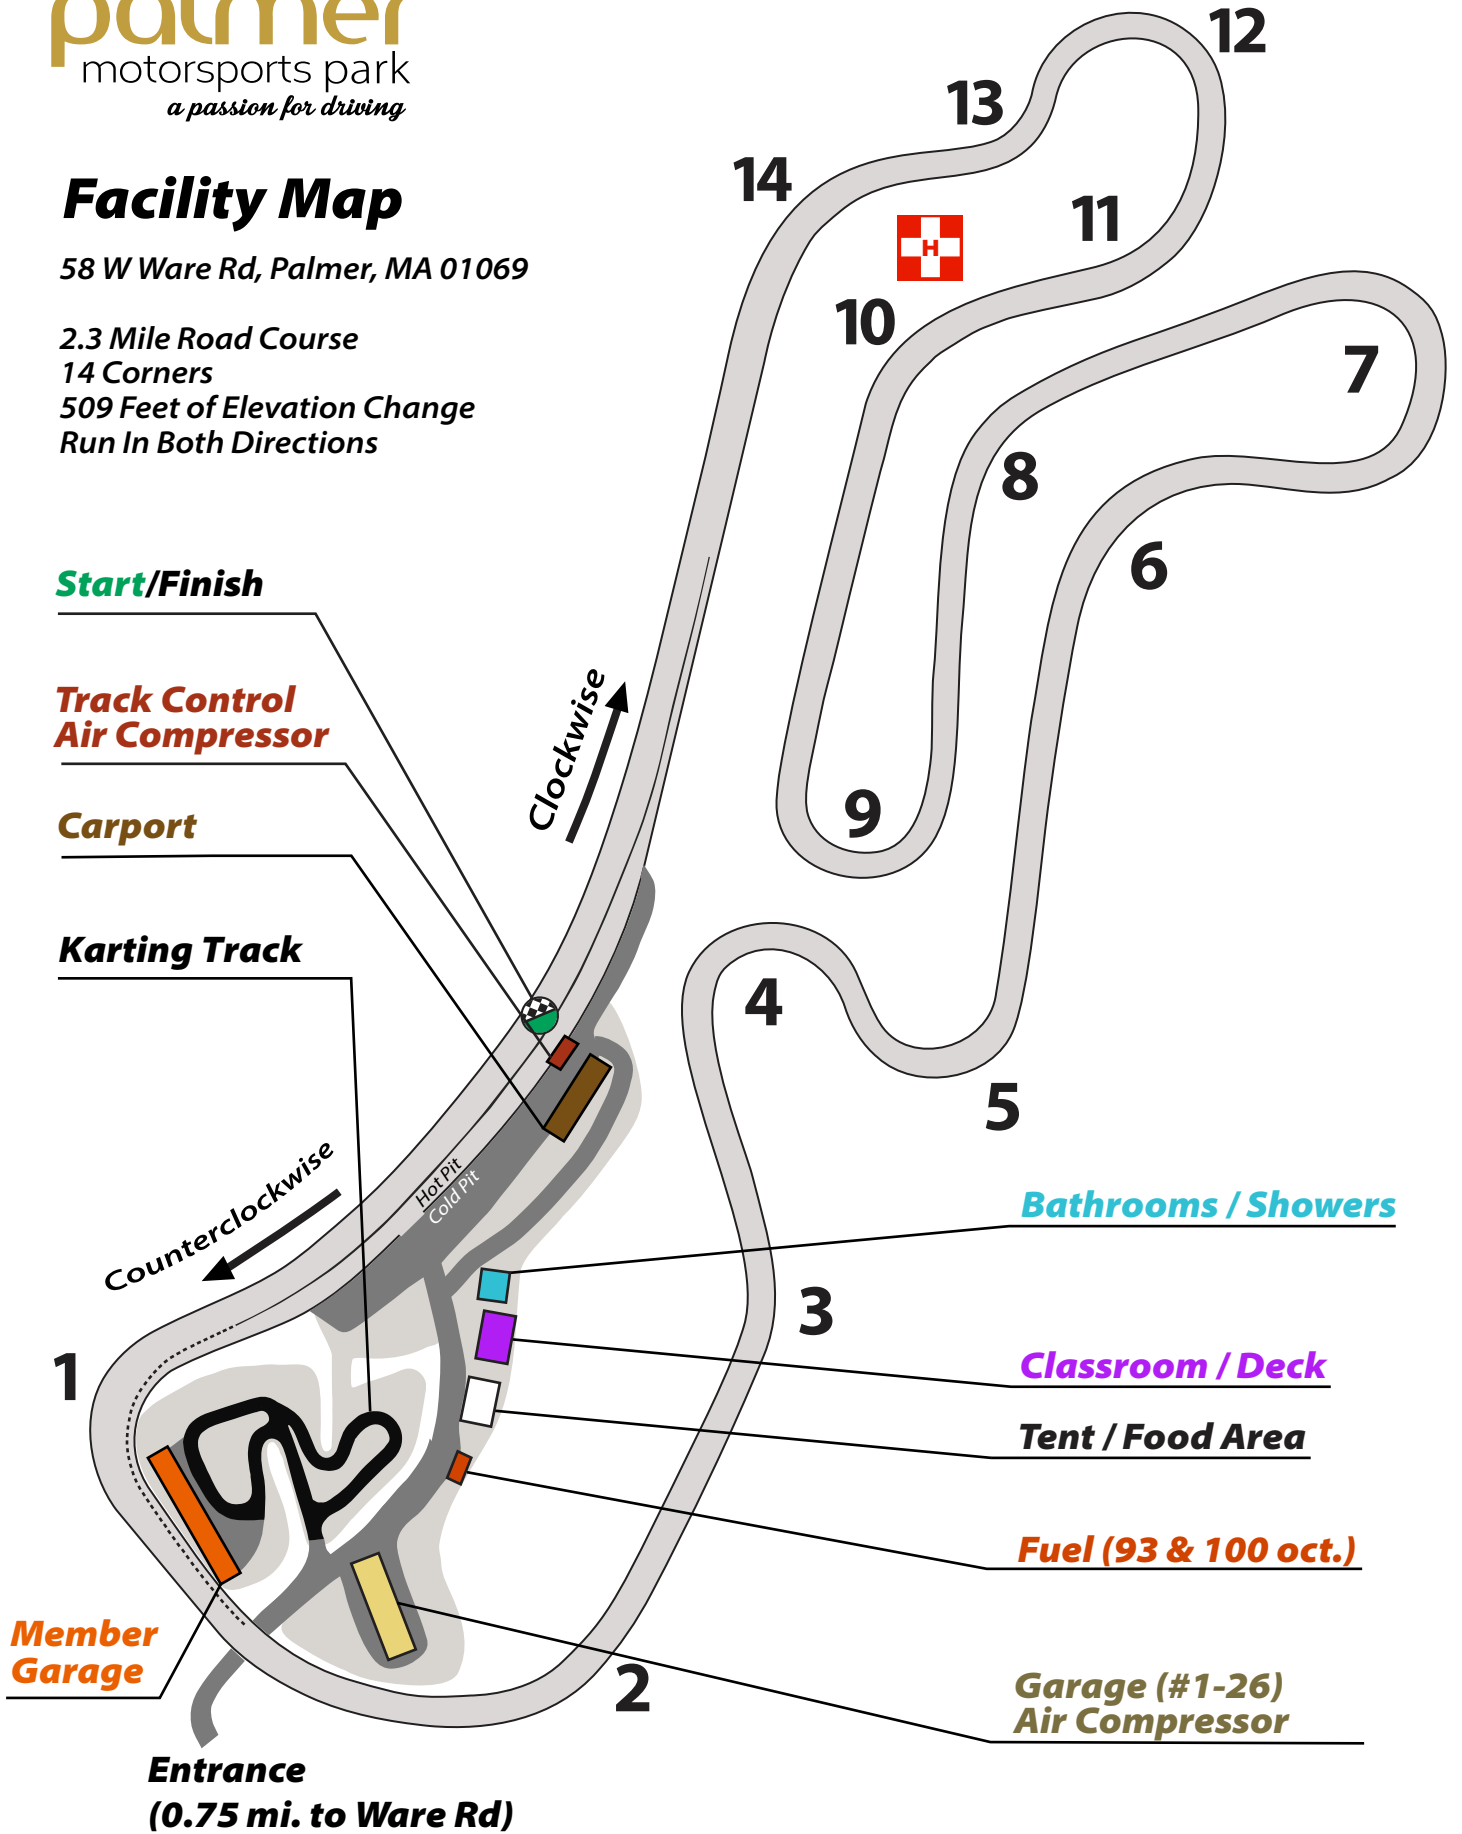 palmer
motorsports park
a passion for driving
Facility Map
58 W Ware Rd, Palmer, MA 01069
2.3 Mile Road Course
14 Corners
509 Feet of Elevation Change
Run In Both Directions
12
13
14
11
H
10
7
8
6
Start/Finish
Track Control
Air Compressor
Clockwise
Carport
9
Karting Track
4
5
Hot Pit
Cold Pit
Counterclockwise
Bathrooms / Showers
3
1
Classroom / Deck
Tent / Food Area
Fuel (93 & 100 oct.)
Member
Garage
2
Garage (#1-26)
Air Compressor
Entrance
(0.75 mi. to Ware Rd)